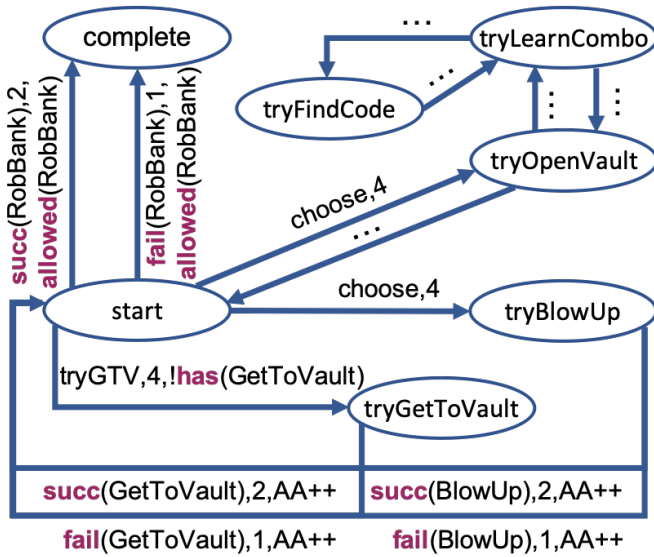 complete
...
tryLearnCombo
...
tryFindCode
...
...
tryOpenVault
succ(RobBank),2,
allowed(RobBank)
fail(RobBank),1,
allowed(RobBank)
choose,4
...
start
choose,4
tryBlowUp
tryGTV,4,!has(GetToVault)
tryGetToVault
succ(GetToVault),2,AA++
succ(BlowUp),2,AA++
fail(GetToVault),1,AA++
fail(BlowUp),1,AA++